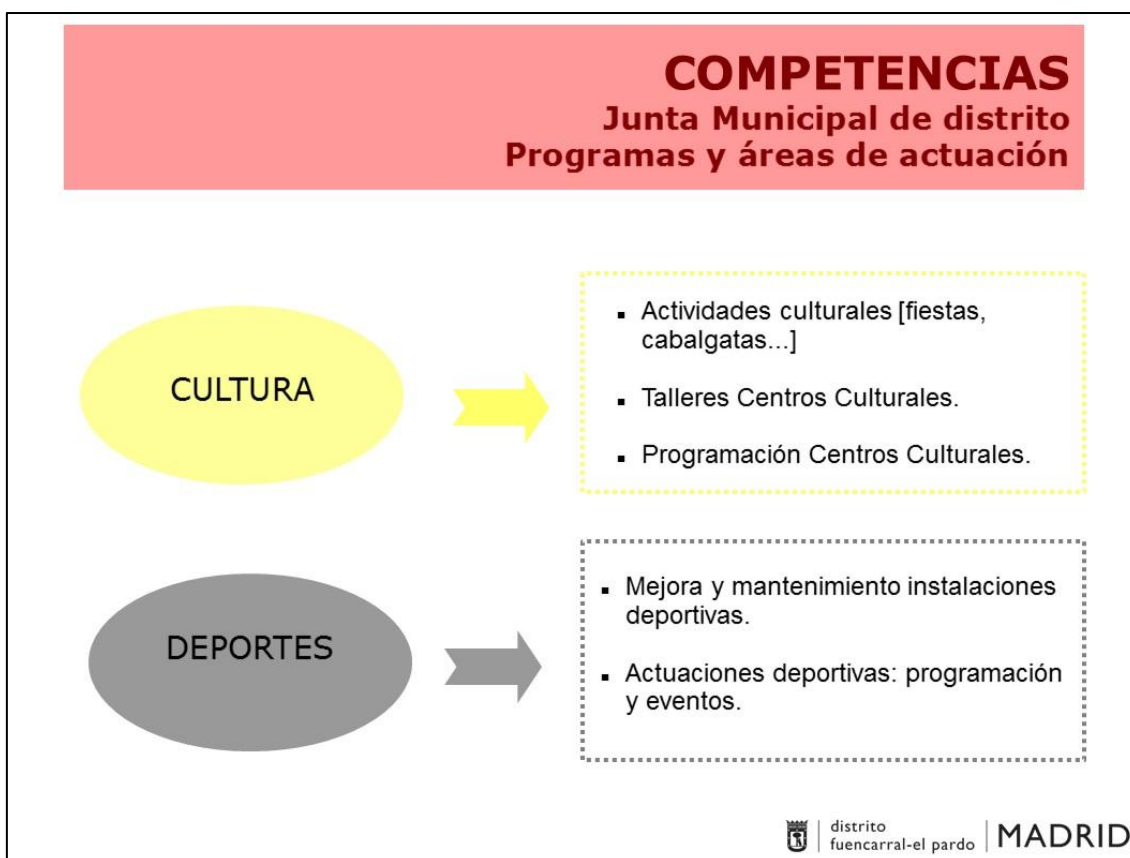 COMPETENCIAS
Junta Municipal de distrito
Programas y áreas de actuación
CULTURA
▪ Actividades culturales [fiestas,
cabalgatas...]
▪ Talleres Centros Culturales.
▪ Programación Centros Culturales.
DEPORTES
▪ Mejora y mantenimiento instalaciones
deportivas.
▪ Actuaciones deportivas: programación
y eventos.
distrito
fuencarral-el pardo
MADRID